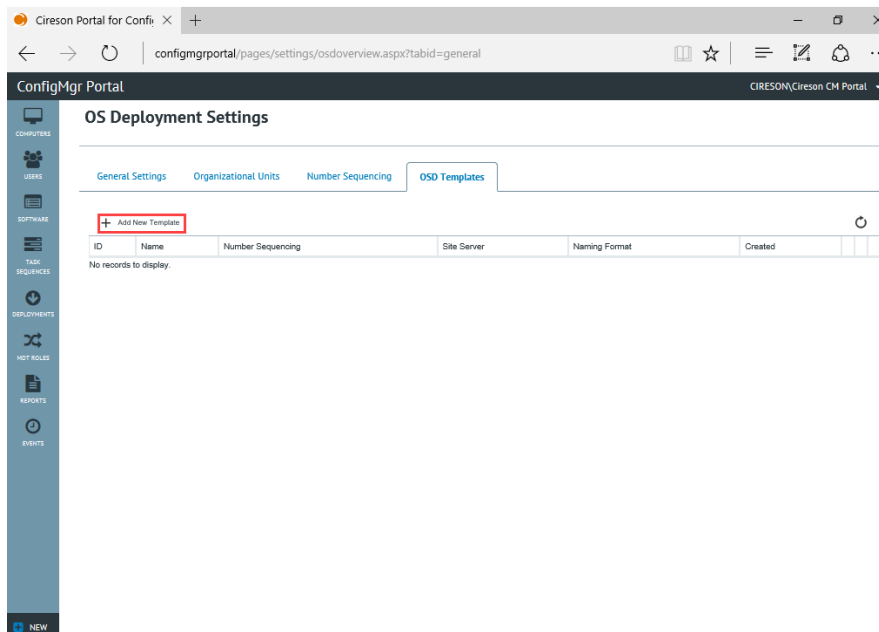 Cireson Portal for Config
configmgrportal/pages/settings/osdoverview.aspx?tabid=general
ConfigMgr Portal
CIRESON\Cireson CM Portal
COMPUTERS
USERS
SOFTWARE
TASK
SEQUENCES
DEPLOYMENTS
MDT ROLES
REPORTS
EVENTS
NEW
OS Deployment Settings
General Settings Organizational Units Number Sequencing OSD Templates
Add New Template
ID Name Number Sequencing Site Server Naming Format Created
No records to display.